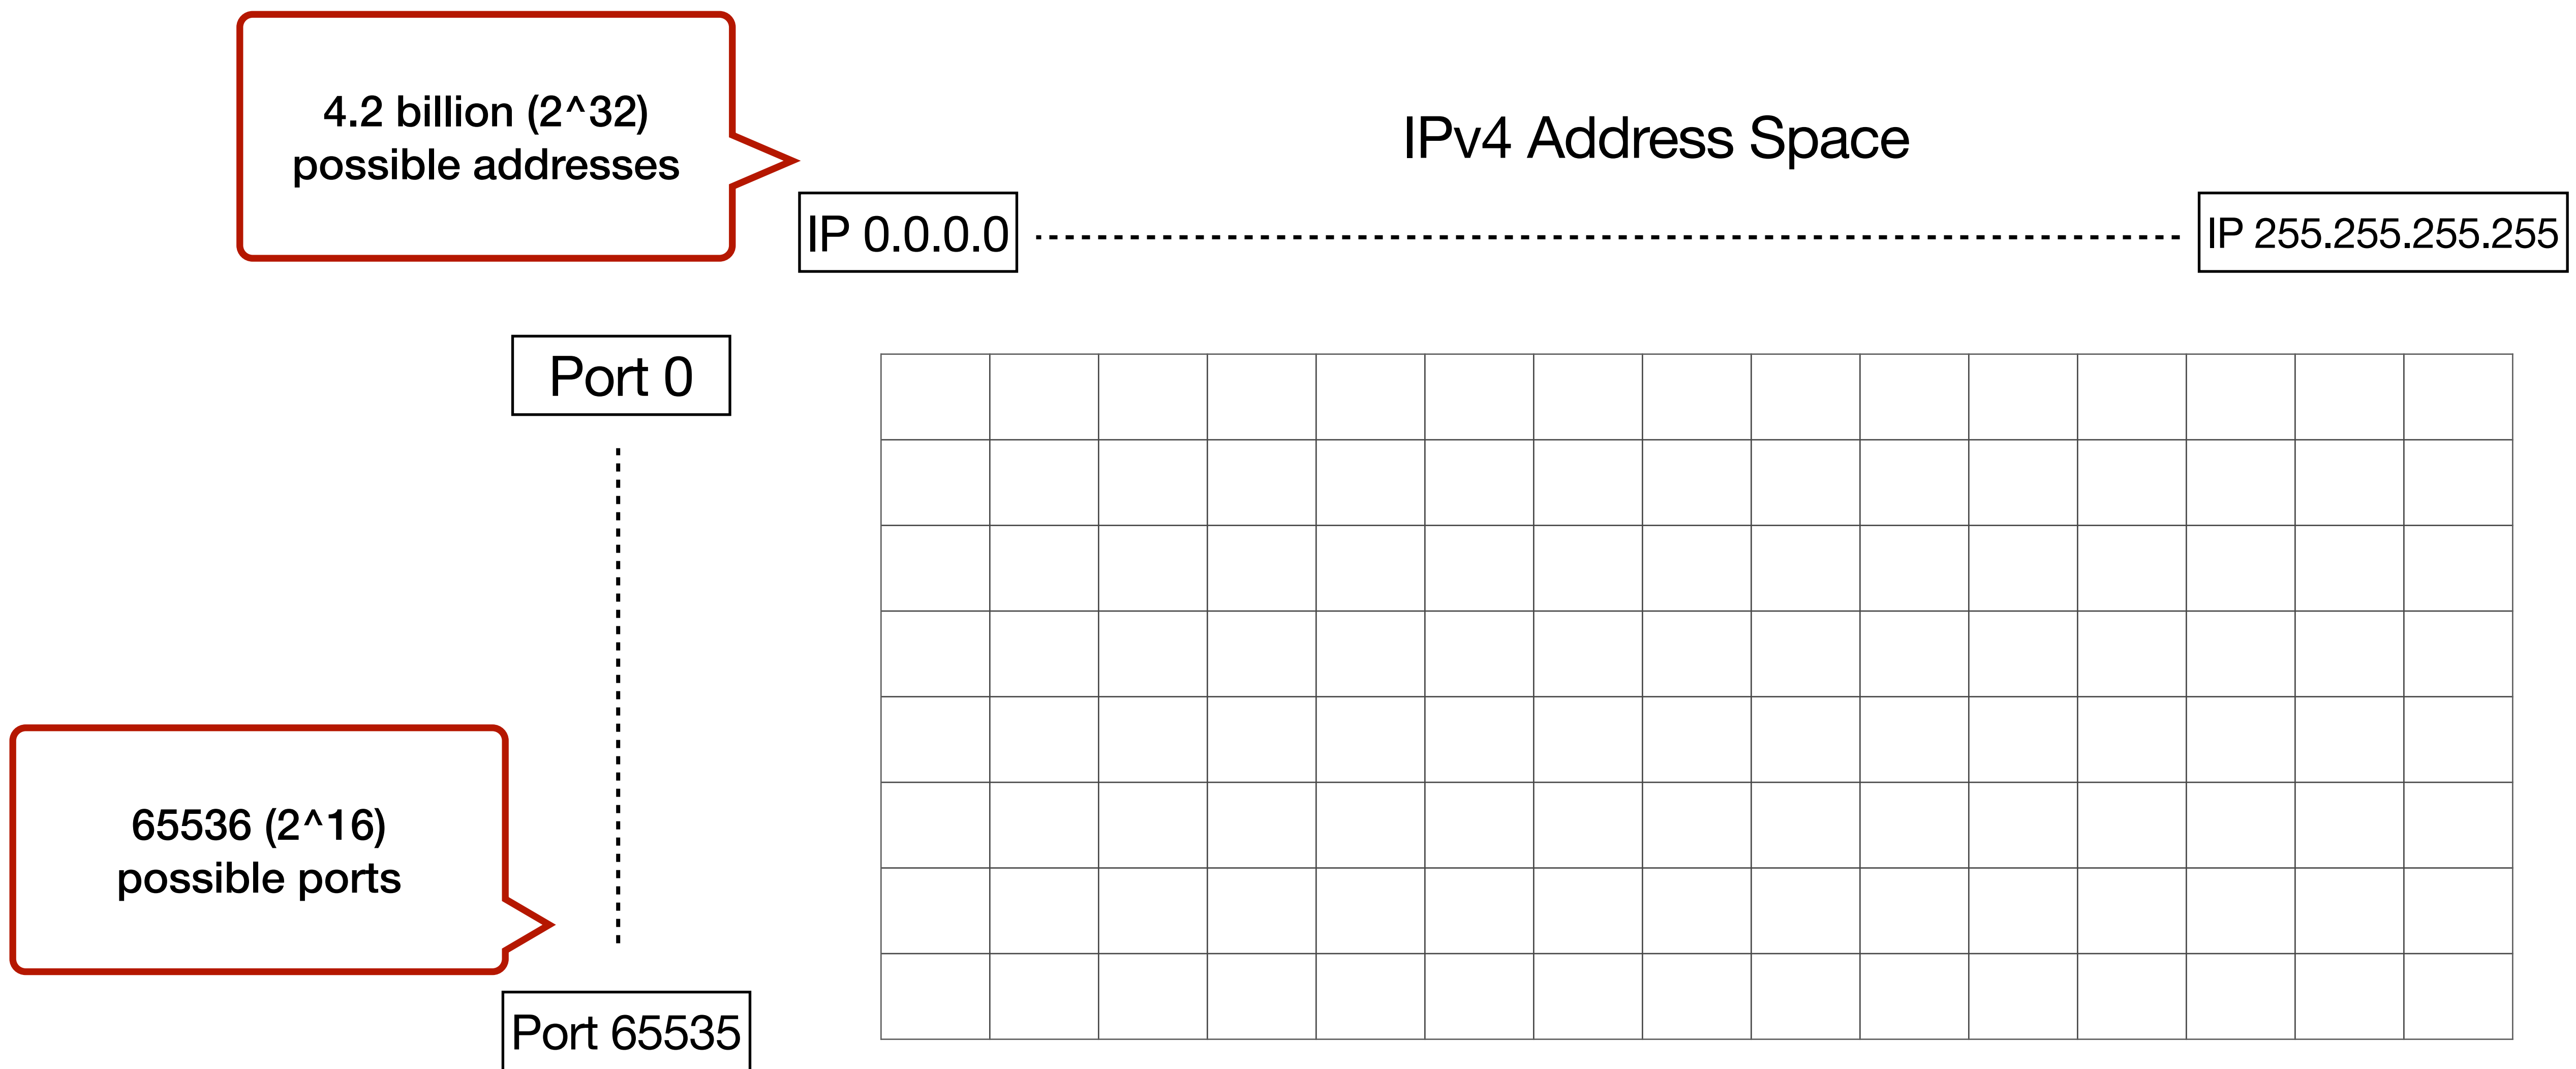 4.2 billion (2^32)
possible addresses
IPv4 Address Space
IP 0.0.0.0
IP 255.255.255.255
Port 0
65536 (2^16)
possible ports
Port 65535